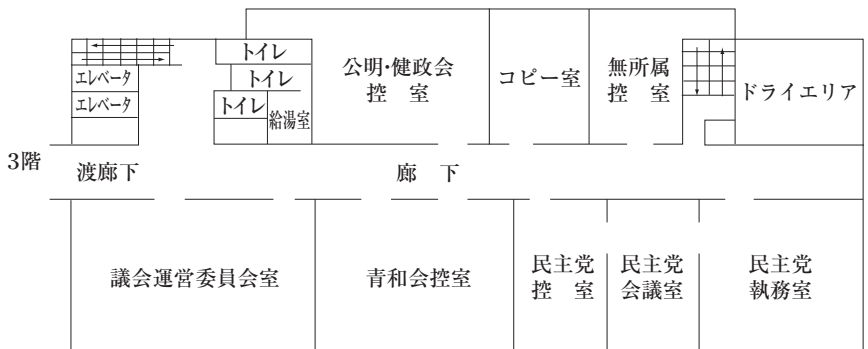 トイレ
エレベータ
トイレ
エレベータ
トイレ
給湯室
公明・健政会
控室
コピー室
無所属
控室
ドライエリア
3階
渡廊下
廊下
議会運営委員会室
青和会控室
民主党
控室
民主党
会議室
民主党
執務室